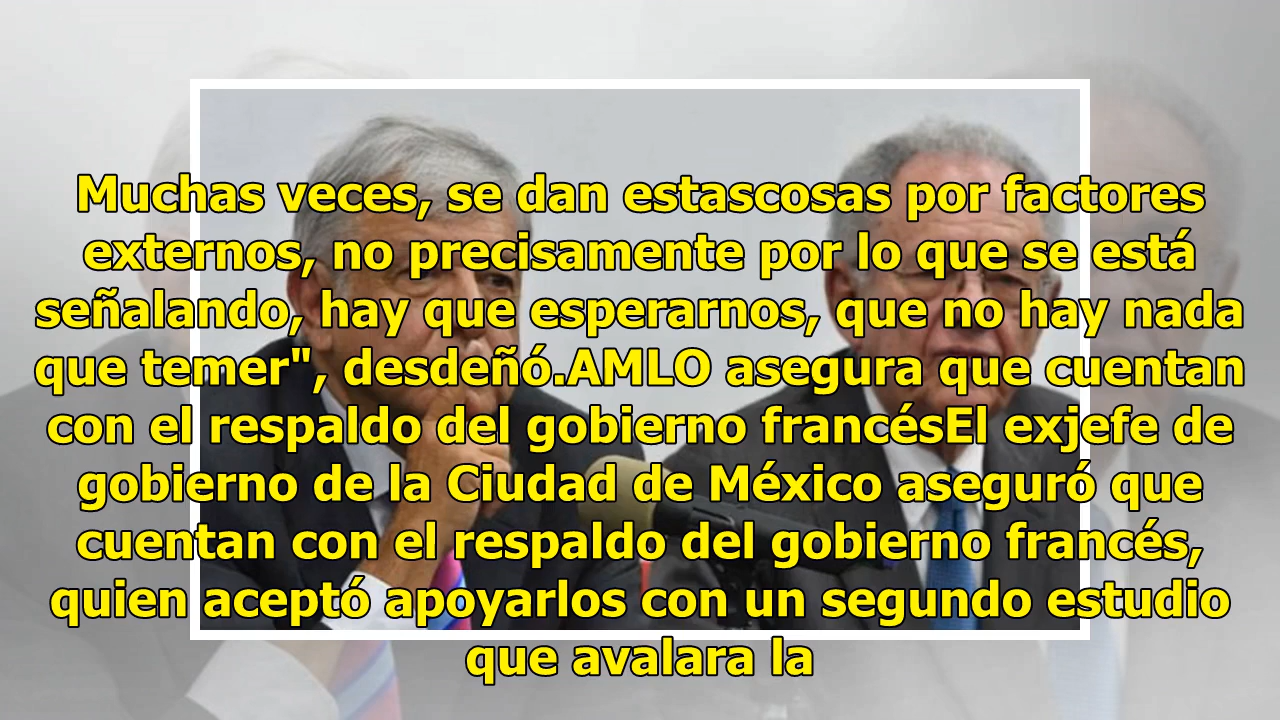 Muchas veces, se dan estascosas por factores
externos, no precisamente por lo que se está
señalando, hay que esperarnos, que no hay nada
que temer", desdeñó.AMLO asegura que cuentan
con el respaldo del gobierno francésEl exjefe de
gobierno de la Ciudad de México aseguró que
cuentan con el respaldo del gobierno francés,
quien aceptó apoyarlos con un segundo estudio
que avalara la